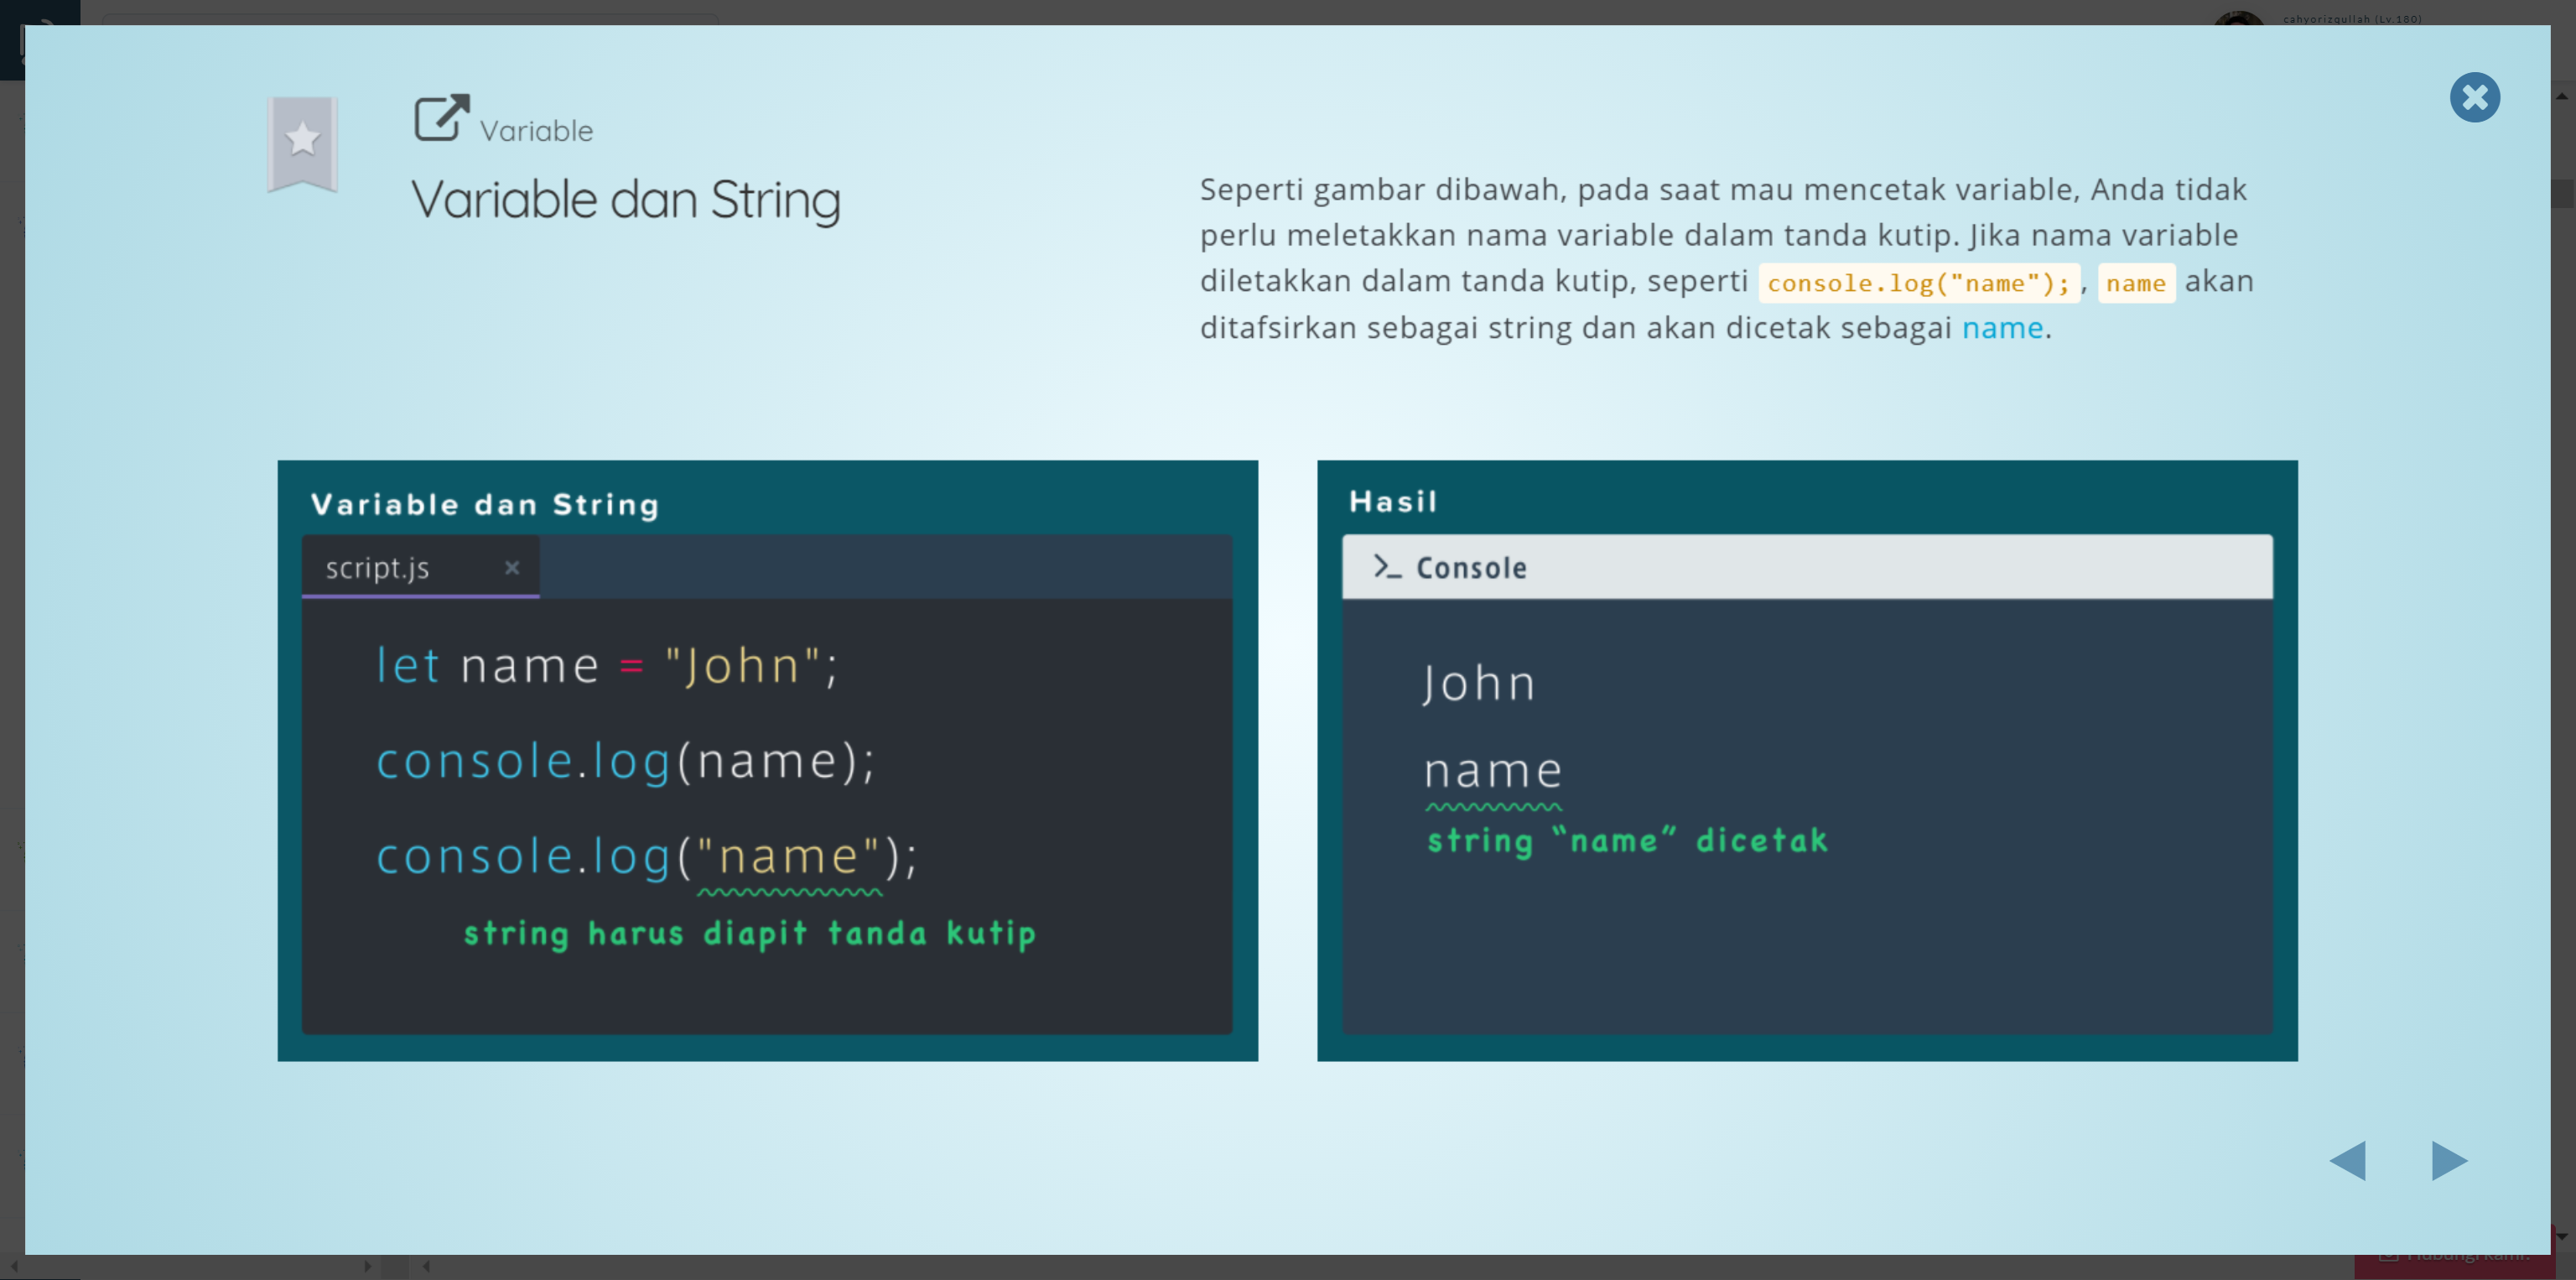 cahyorizqullah (Lv.180)
Variable
Variable dan String
Seperti gambar dibawah, pada saat mau mencetak variable, Anda tidak
perlu meletakkan nama variable dalam tanda kutip. Jika nama variable
diletakkan dalam tanda kutip, seperti console.log("name"); , name akan
ditafsirkan sebagai string dan akan dicetak sebagai name.
Variable dan String
script.js ×
let name = "John";
console.log(name);
console.log("name");
string harus diapit tanda kutip
Hasil
>_ Console
John
name
string “name” dicetak